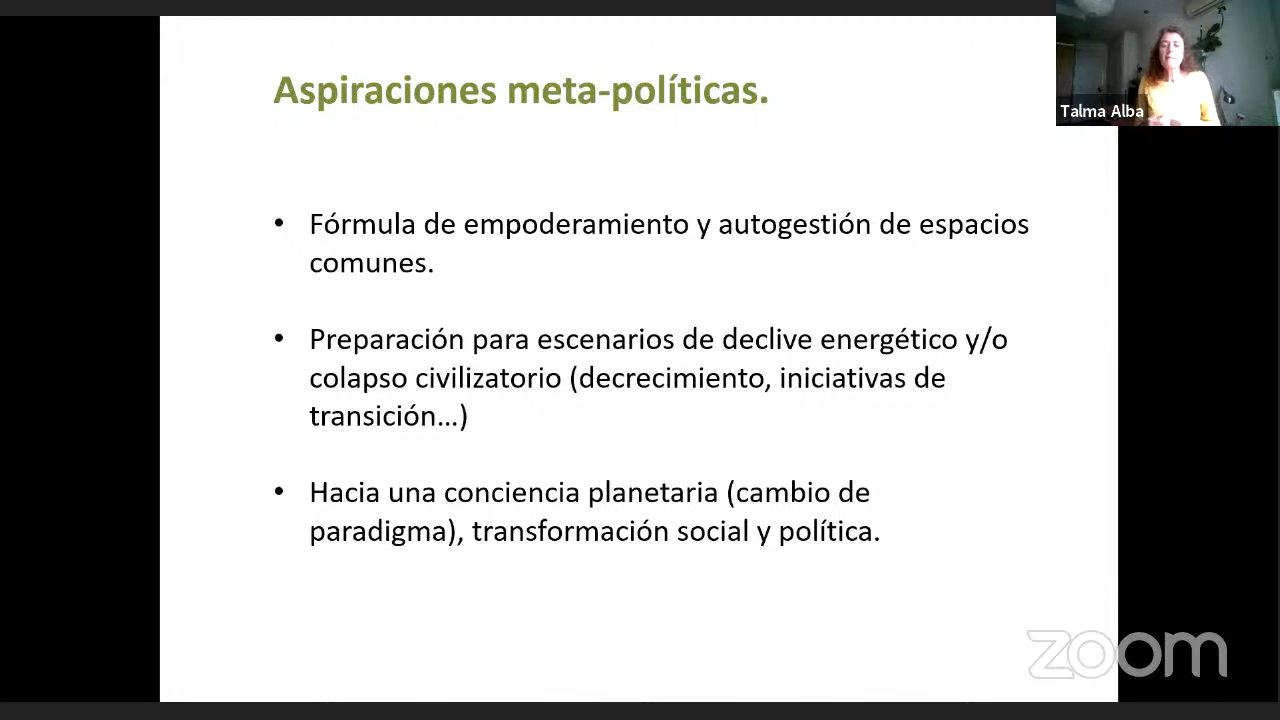 Aspiraciones meta-políticas.
Talma Alba
• Fórmula de empoderamiento y autogestión de espacios
comunes.
• Preparación para escenarios de declive energético y/o
colapso civilizatorio (decrecimiento, iniciativas de
transición...)
• Hacia una conciencia planetaria (cambio de
paradigma), transformación social y política.
zoom